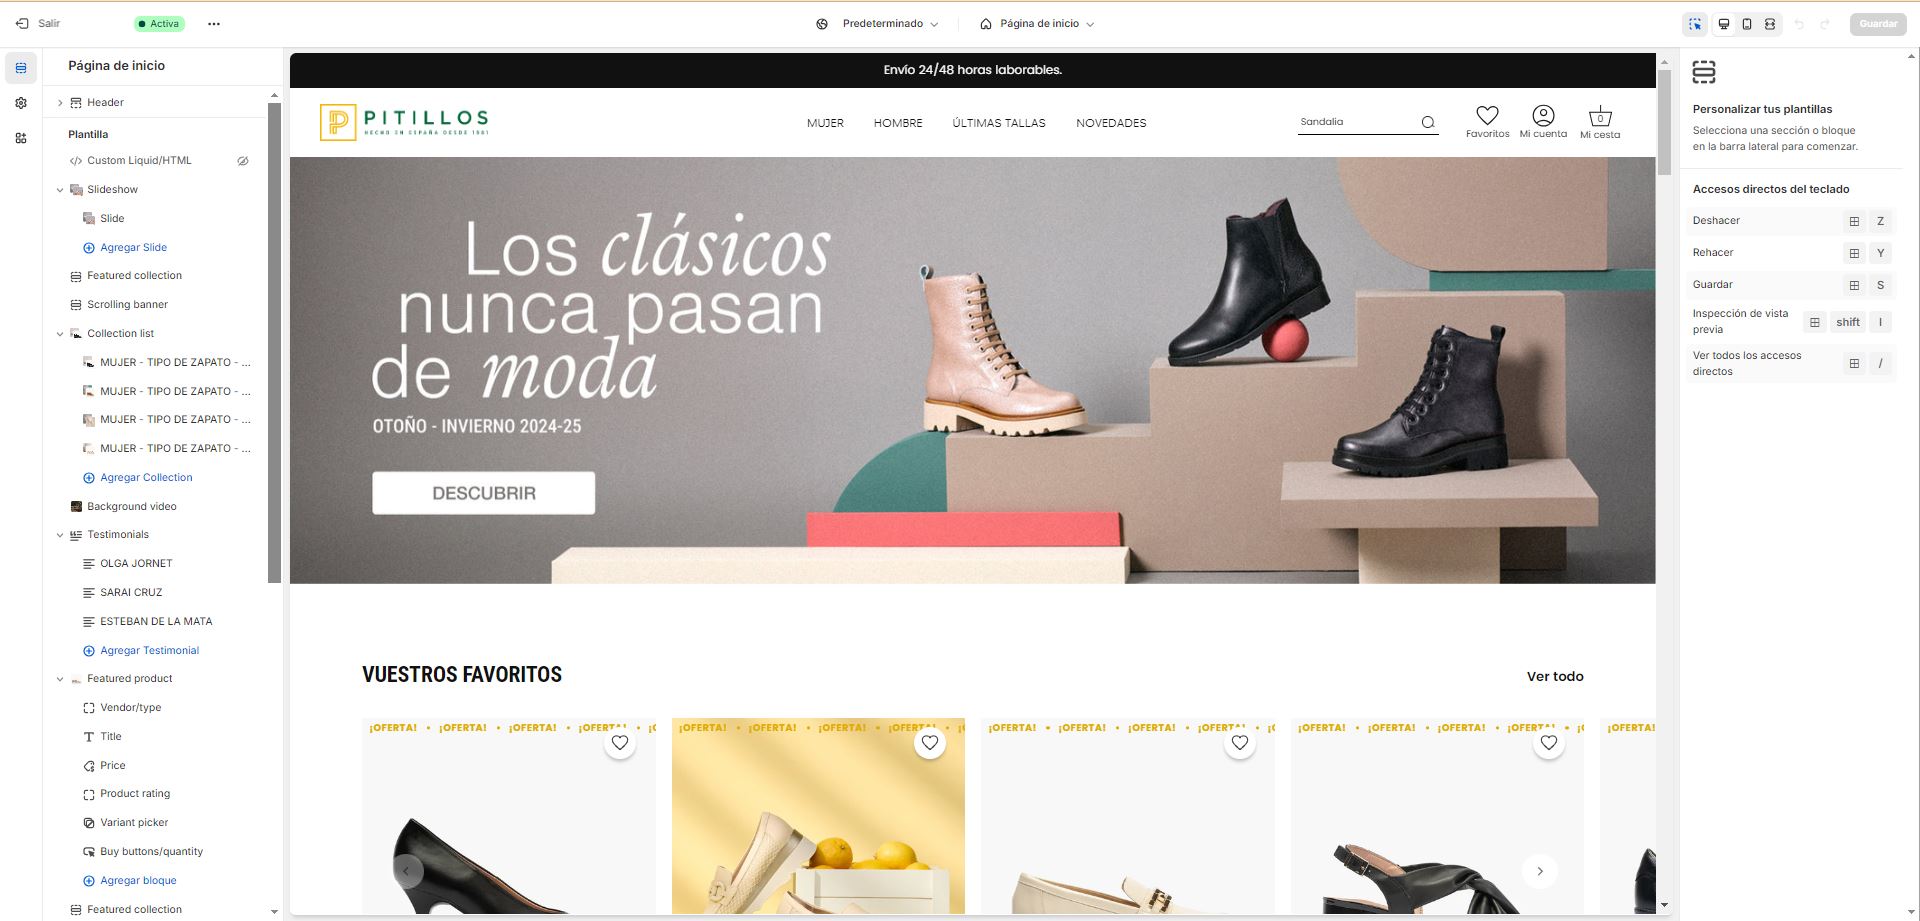 Salir
Activa
Predeterminado
Página de inicio
Guardar
Página de inicio
Header
Plantilla
Custom Liquid/HTML
Slideshow
Slide
Agregar Slide
Featured collection
Scrolling banner
Collection list
MUJER - TIPO DE ZAPATO - ...
MUJER - TIPO DE ZAPATO - ...
MUJER - TIPO DE ZAPATO - ...
MUJER - TIPO DE ZAPATO - ...
Agregar Collection
Background video
Testimonials
OLGA JORNET
SARAI CRUZ
ESTEBAN DE LA MATA
Agregar Testimonial
Featured product
Vendor/type
Title
Price
Product rating
Variant picker
Buy buttons/quantity
Agregar bloque
Featured collection
Envío 24/48 horas laborables.
PITILLOS
HECHO EN ESPAÑA DESDE 1981
MUJER HOMBRE ÚLTIMAS TALLAS NOVEDADES
Sandalia
Favoritos
Mi cuenta
0
Mi cesta
Los clásicos
nunca pasan
de moda
OTOÑO - INVIERNO 2024-25
DESCUBRIR
VUESTROS FAVORITOS
Ver todo
¡OFERTA! • ¡OFERTA! • ¡OFERTA! • ¡OFERTA! •
¡OFERTA! • ¡OFERTA! • ¡OFERTA! • ¡OFERTA! •
¡OFERTA! • ¡OFERTA! • ¡OFERTA! • ¡OFERTA! •
¡OFERTA! • ¡OFERTA! • ¡OFERTA! • ¡OFERTA! •
¡OFERTA!
Personalizar tus plantillas
Selecciona una sección o bloque
en la barra lateral para comenzar.
Accesos directos del teclado
Deshacer Z
Rehacer Y
Guardar S
Inspección de vista
previa shift I
Ver todos los accesos
directos /